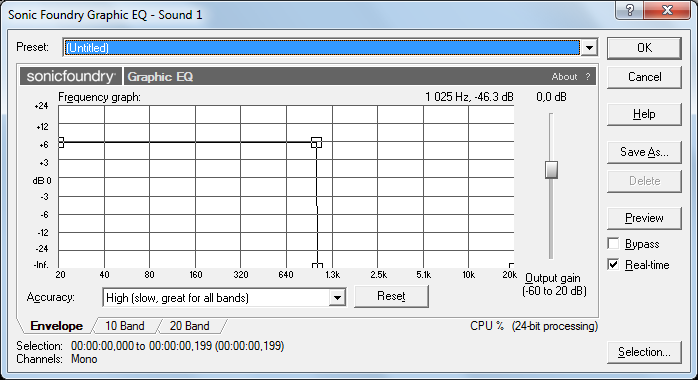 Sonic Foundry Graphic EQ - Sound 1
Preset: (Untitled)
OK
sonicfoundry Graphic EQ About ?
Cancel
Frequency graph: 1 025 Hz, -46.3 dB 0,0 dB
Help
+24
+12
+6
+3
dB 0
-3
-6
-12
-24
-Inf.
20 40 80 160 320 640 1.3k 2.5k 5.1k 10k 20k
Save As...
Delete
Preview
Bypass
Real-time
Output gain
(-60 to 20 dB)
Accuracy: High (slow, great for all bands) Reset
Envelope 10 Band 20 Band CPU % (24-bit processing)
Selection: 00:00:00,000 to 00:00:00,199 (00:00:00,199)
Channels: Mono
Selection...